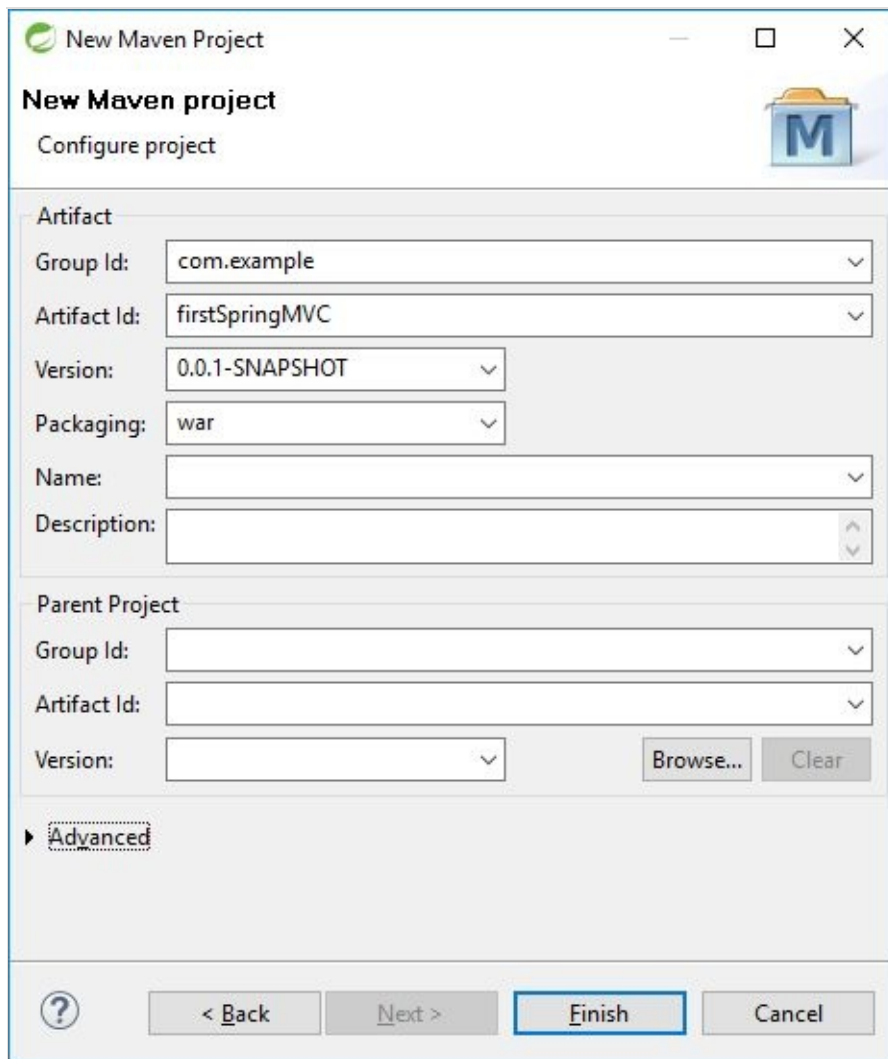 New Maven Project
New Maven project
Configure project
M
Artifact
Group Id: com.example
Artifact Id: firstSpringMVC
Version: 0.0.1-SNAPSHOT
Packaging: war
Name:
Description:
Parent Project
Group Id:
Artifact Id:
Version: Browse... Clear
Advanced
? < Back Next > Finish Cancel